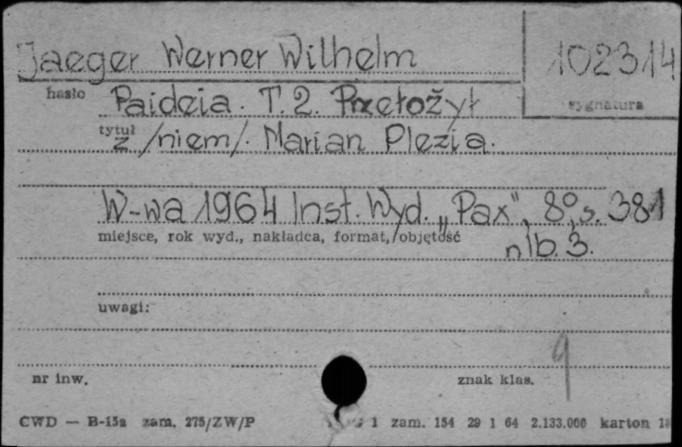 Jaeger Werner Wilhelm 102314
hasło sygnatura
Paideia. T. 2. Przełożył
tytuł
z /niem/. Marian Plezia.
W-wa 1964 Inst. Wyd. „Pax", 8°, s. 381
miejsce, rok wyd., nakładca, format, objętość
nlb. 3.
uwagi:
9
nr inw. znak klas.
CWD — B-15a zam. 275/ZW/P 1 zam. 154 29 1 64 2.133.000 karton